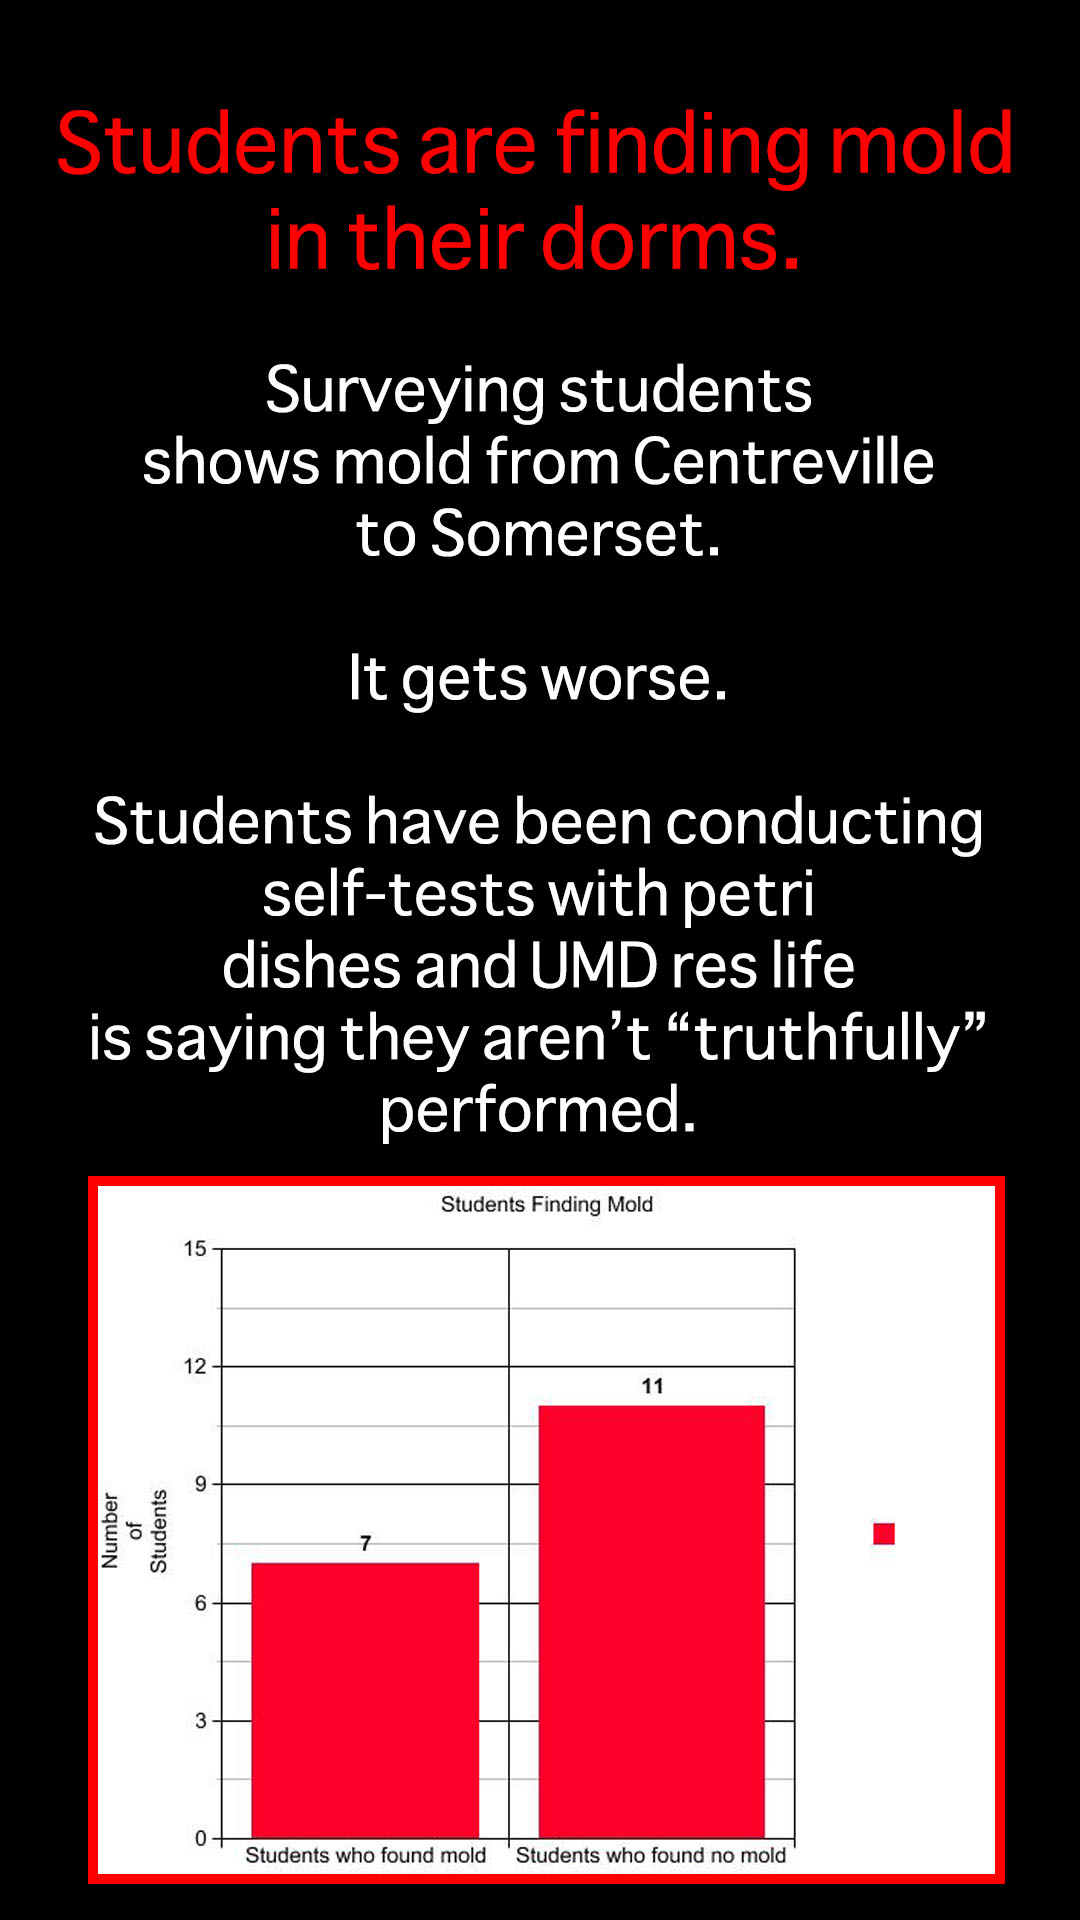 Students are finding mold
in their dorms.
Surveying students
shows mold from Centreville
to Somerset.
It gets worse.
Students have been conducting
self-tests with petri
dishes and UMD res life
is saying they aren’t “truthfully”
performed.
Students Finding Mold
15
12
11
9
7
6
3
0
Number
of
Students
Students who found mold
Students who found no mold